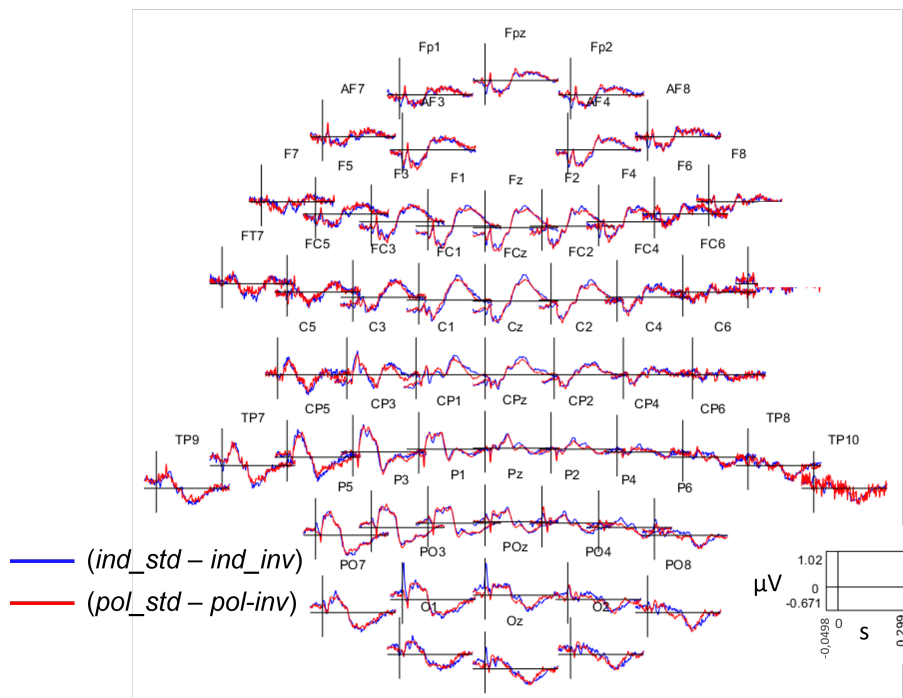 Fpz
Fp1 Fp2
AF7 AF3 AF4 AF8
F7 F5 F3 F1 Fz F2 F4 F6 F8
FT7 FC5 FC3 FC1 FCz FC2 FC4 FC6
C5 C3 C1 Cz C2 C4 C6
TP9 TP7 CP5 CP3 CP1 CPz CP2 CP4 CP6 TP8 TP10
P5 P3 P1 Pz P2 P4 P6
PO7 PO3 POz PO4 PO8
O1 Oz O2
(ind_std – ind_inv)
(pol_std – pol-inv)
µV
1.02
0
-0.671
-0,0498
0
0.299
s